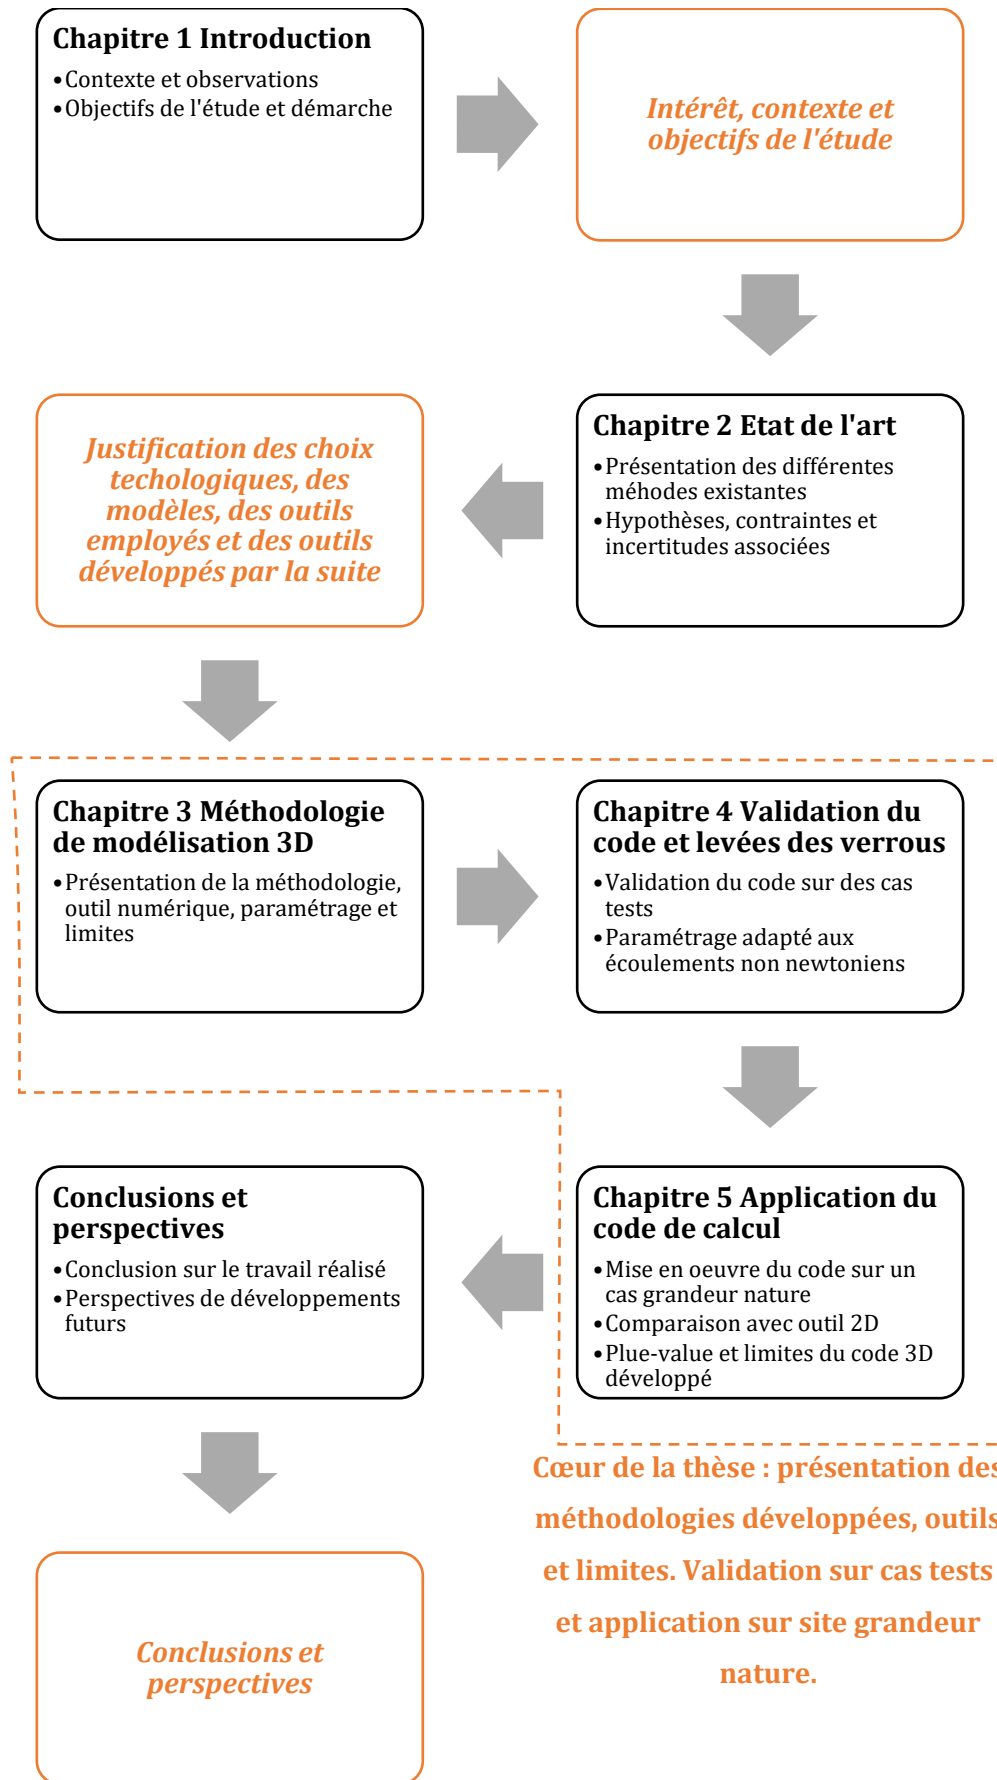 Chapitre 1 Introduction
•Contexte et observations
•Objectifs de l'étude et démarche
Intérêt, contexte et
objectifs de l'étude
Chapitre 2 Etat de l'art
•Présentation des différentes
méhodes existantes
•Hypothèses, contraintes et
incertitudes associées
Justification des choix
techologiques, des
modèles, des outils
employés et des outils
développés par la suite
Chapitre 3 Méthodologie
de modélisation 3D
•Présentation de la méthodologie,
outil numérique, paramétrage et
limites
Chapitre 4 Validation du
code et levées des verrous
•Validation du code sur des cas
tests
•Paramétrage adapté aux
écoulements non newtoniens
Chapitre 5 Application du
code de calcul
•Mise en oeuvre du code sur un
cas grandeur nature
•Comparaison avec outil 2D
•Plue-value et limites du code 3D
développé
Conclusions et
perspectives
•Conclusion sur le travail réalisé
•Perspectives de développements
futurs
Cœur de la thèse : présentation des
méthodologies développées, outils
et limites. Validation sur cas tests
et application sur site grandeur
nature.
Conclusions et
perspectives